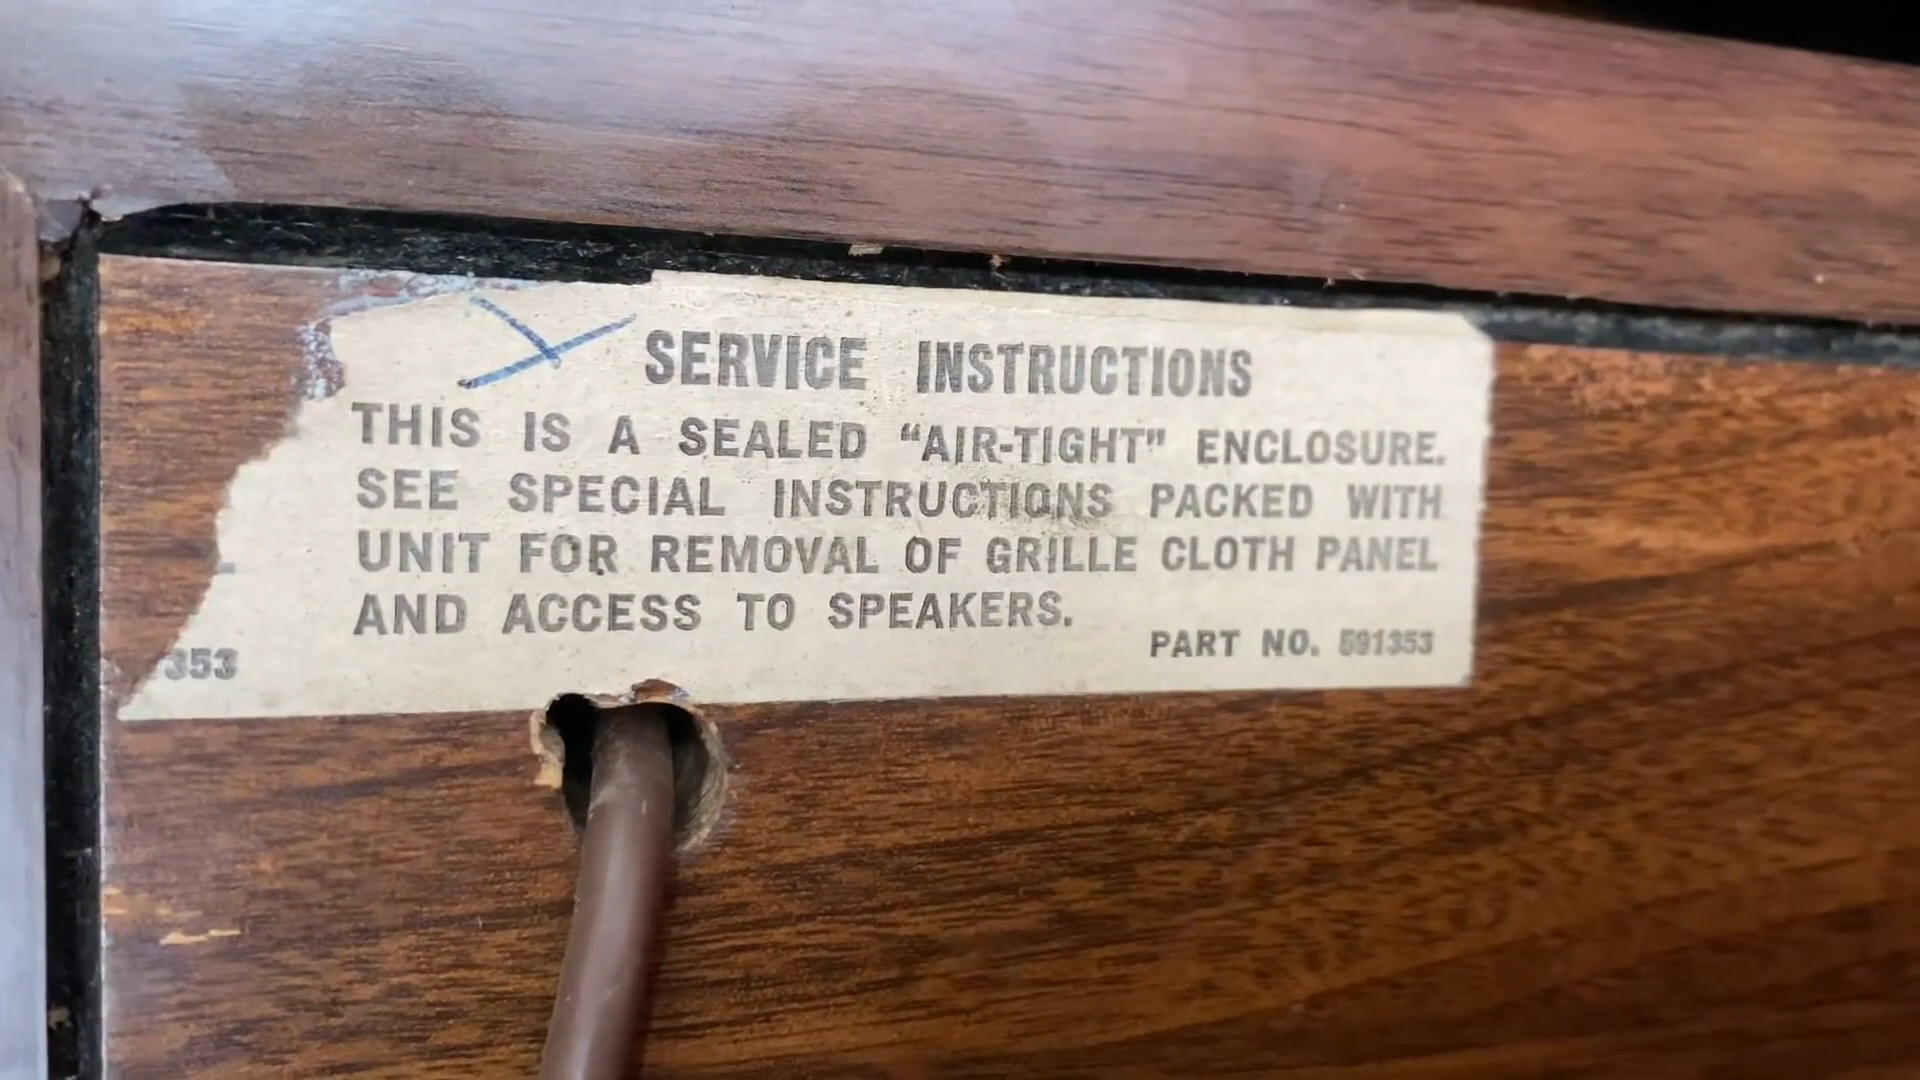 SERVICE INSTRUCTIONS
THIS IS A SEALED “AIR-TIGHT” ENCLOSURE.
SEE SPECIAL INSTRUCTIONS PACKED WITH
UNIT FOR REMOVAL OF GRILLE CLOTH PANEL
AND ACCESS TO SPEAKERS.
PART NO. 591353
353